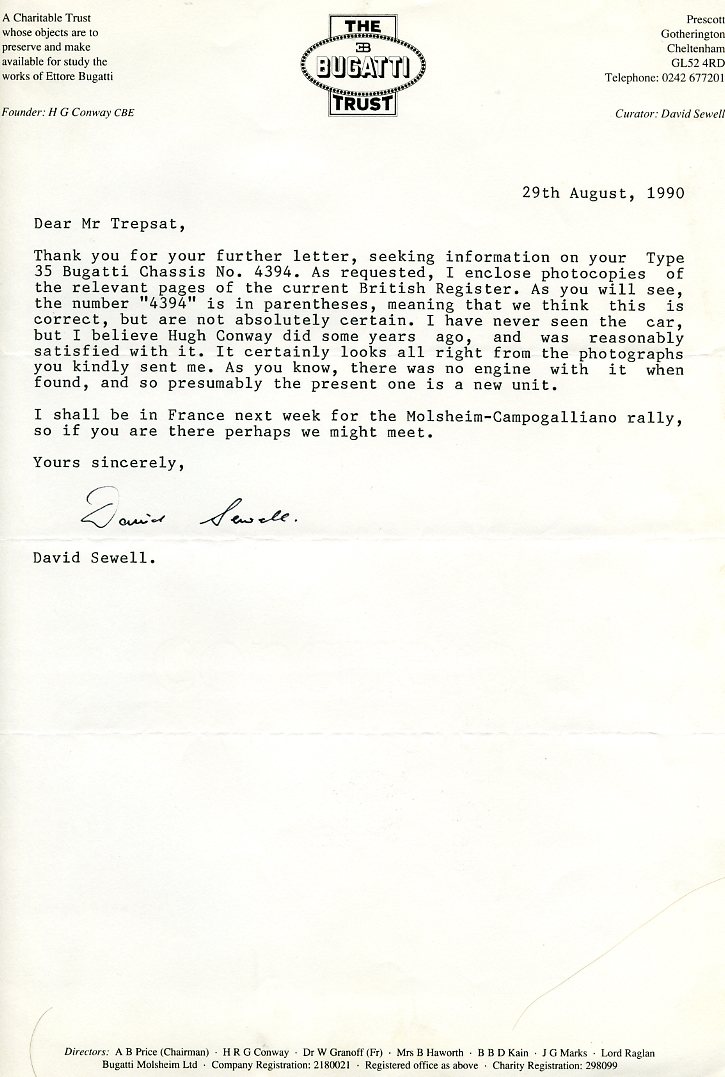 A Charitable Trust
whose objects are to
preserve and make
available for study the
works of Ettore Bugatti
Founder: H G Conway CBE
THE
EB
BUGATTI
TRUST
Prescott
Gotherington
Cheltenham
GL52 4RD
Telephone: 0242 677201
Curator: David Sewell
29th August, 1990
Dear Mr Trepsat,
Thank you for your further letter, seeking information on your Type
35 Bugatti Chassis No. 4394. As requested, I enclose photocopies of
the relevant pages of the current British Register. As you will see,
the number "4394" is in parentheses, meaning that we think this is
correct, but are not absolutely certain. I have never seen the car,
but I believe Hugh Conway did some years ago, and was reasonably
satisfied with it. It certainly looks all right from the photographs
you kindly sent me. As you know, there was no engine with it when
found, and so presumably the present one is a new unit.
I shall be in France next week for the Molsheim-Campogalliano rally,
so if you are there perhaps we might meet.
Yours sincerely,
David Sewell.
David Sewell.
Directors: A B Price (Chairman) · H R G Conway · Dr W Granoff (Fr) · Mrs B Haworth · B B D Kain · J G Marks · Lord Raglan
Bugatti Molsheim Ltd · Company Registration: 2180021 · Registered office as above · Charity Registration: 298099